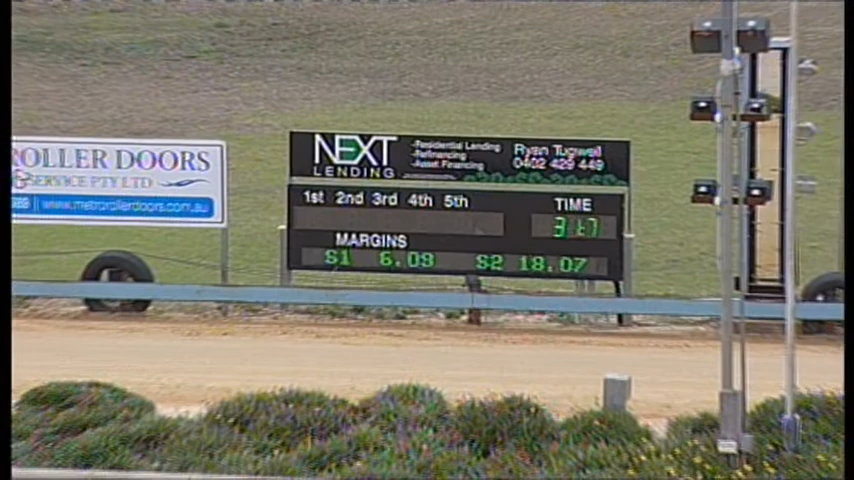 ROLLER DOORS
& SERVICE PTY LTD
www.metrorollerdoors.com.au
NEXT
LENDING
-Residential Lending
-Refinancing
-Asset Financing
Ryan Tugwell
0402 429 449
1st 2nd 3rd 4th 5th
TIME
MARGINS
S1 6.09 S2 18.07